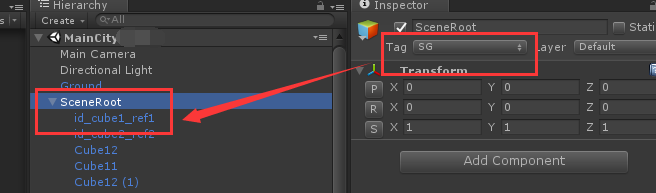 Hierarchy
Create
All
MainCity
Main Camera
Directional Light
Ground
SceneRoot
id_cube1_ref1
id_cube2_ref2
Cube12
Cube11
Cube12 (1)
Inspector
SceneRoot
Stati
Tag SG Layer Default
Transform
P X 0 Y 0 Z 0
R X 0 Y 0 Z 0
S X 1 Y 1 Z 1
Add Component